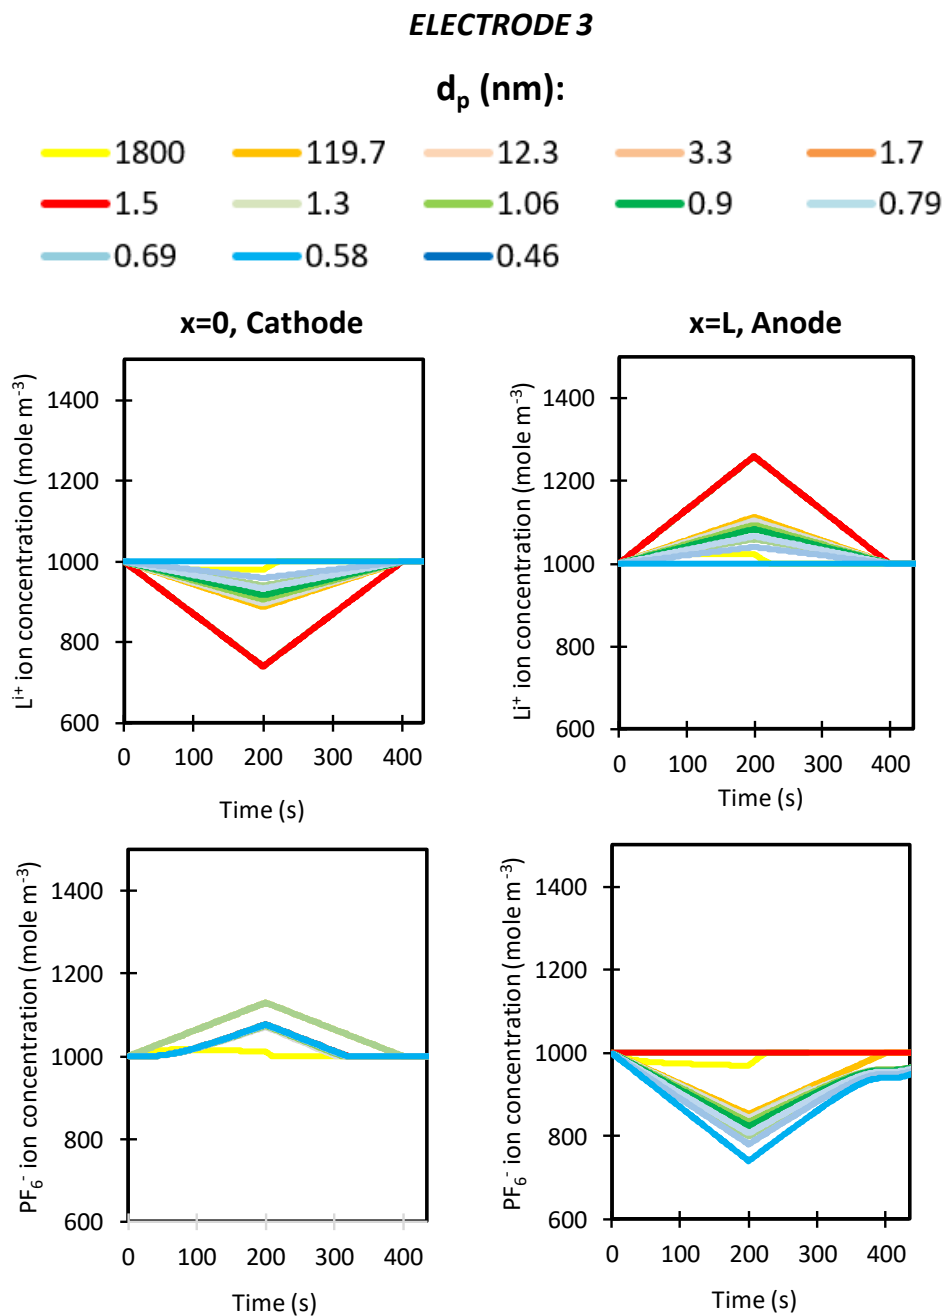 ELECTRODE 3
dₚ (nm):
1800 119.7 12.3 3.3 1.7
1.5 1.3 1.06 0.9 0.79
0.69 0.58 0.46
x=0, Cathode
Lⁱ⁺ ion concentration (mole m⁻³)
1400
1200
1000
800
600
0 100 200 300 400
Time (s)
x=L, Anode
Li⁺ ion concentration (mole m⁻³)
1400
1200
1000
800
600
0 100 200 300 400
Time (s)
PF₆⁻ ion concentration (mole m⁻³)
1400
1200
1000
800
600
0 100 200 300 400
Time (s)
PF₆⁻ ion concentration (mole m⁻³)
1400
1200
1000
800
600
0 100 200 300 400
Time (s)